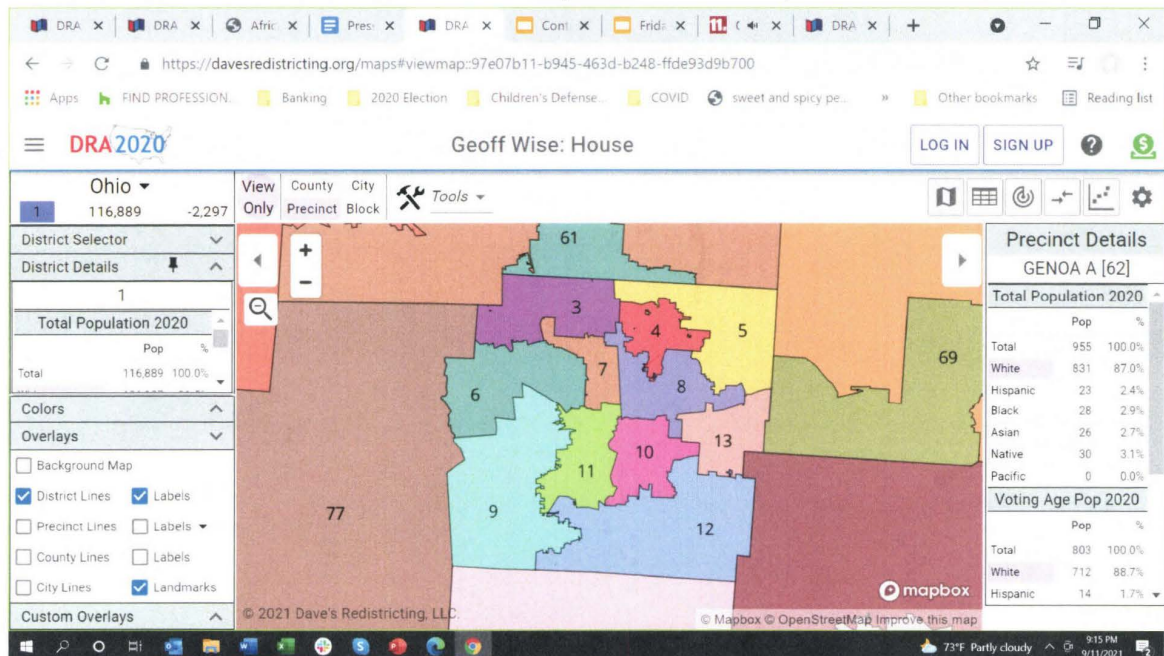 DRA
DRA
Afric
Press
DRA
Cont
Frida
11.
DRA
https://davesredistricting.org/maps#viewmap::97e07b11-b945-463d-b248-ffde93d9b700
Apps
FIND PROFESSION...
Banking
2020 Election
Children's Defense...
COVID
sweet and spicy pe...
»
Other bookmarks
Reading list
DRA2020
Geoff Wise: House
LOG IN
SIGN UP
Ohio
1 116,889 -2,297
View Only
County Precinct
City Block
Tools
District Selector
District Details
1
Total Population 2020
Pop %
Total 116,889 100.0%
Colors
Overlays
Background Map
District Lines Labels
Precinct Lines Labels
County Lines Labels
City Lines Landmarks
Custom Overlays
61
3
4
5
69
7
6
8
13
10
11
9
77
12
mapbox
© 2021 Dave's Redistricting, LLC.
© Mapbox © OpenStreetMap Improve this map
Precinct Details
GENOA A [62]
Total Population 2020
Pop %
Total 955 100.0%
White 831 87.0%
Hispanic 23 2.4%
Black 28 2.9%
Asian 26 2.7%
Native 30 3.1%
Pacific 0 0.0%
Voting Age Pop 2020
Pop %
Total 803 100.0%
White 712 88.7%
Hispanic 14 1.7%
73°F Partly cloudy
9:15 PM
9/11/2021
2